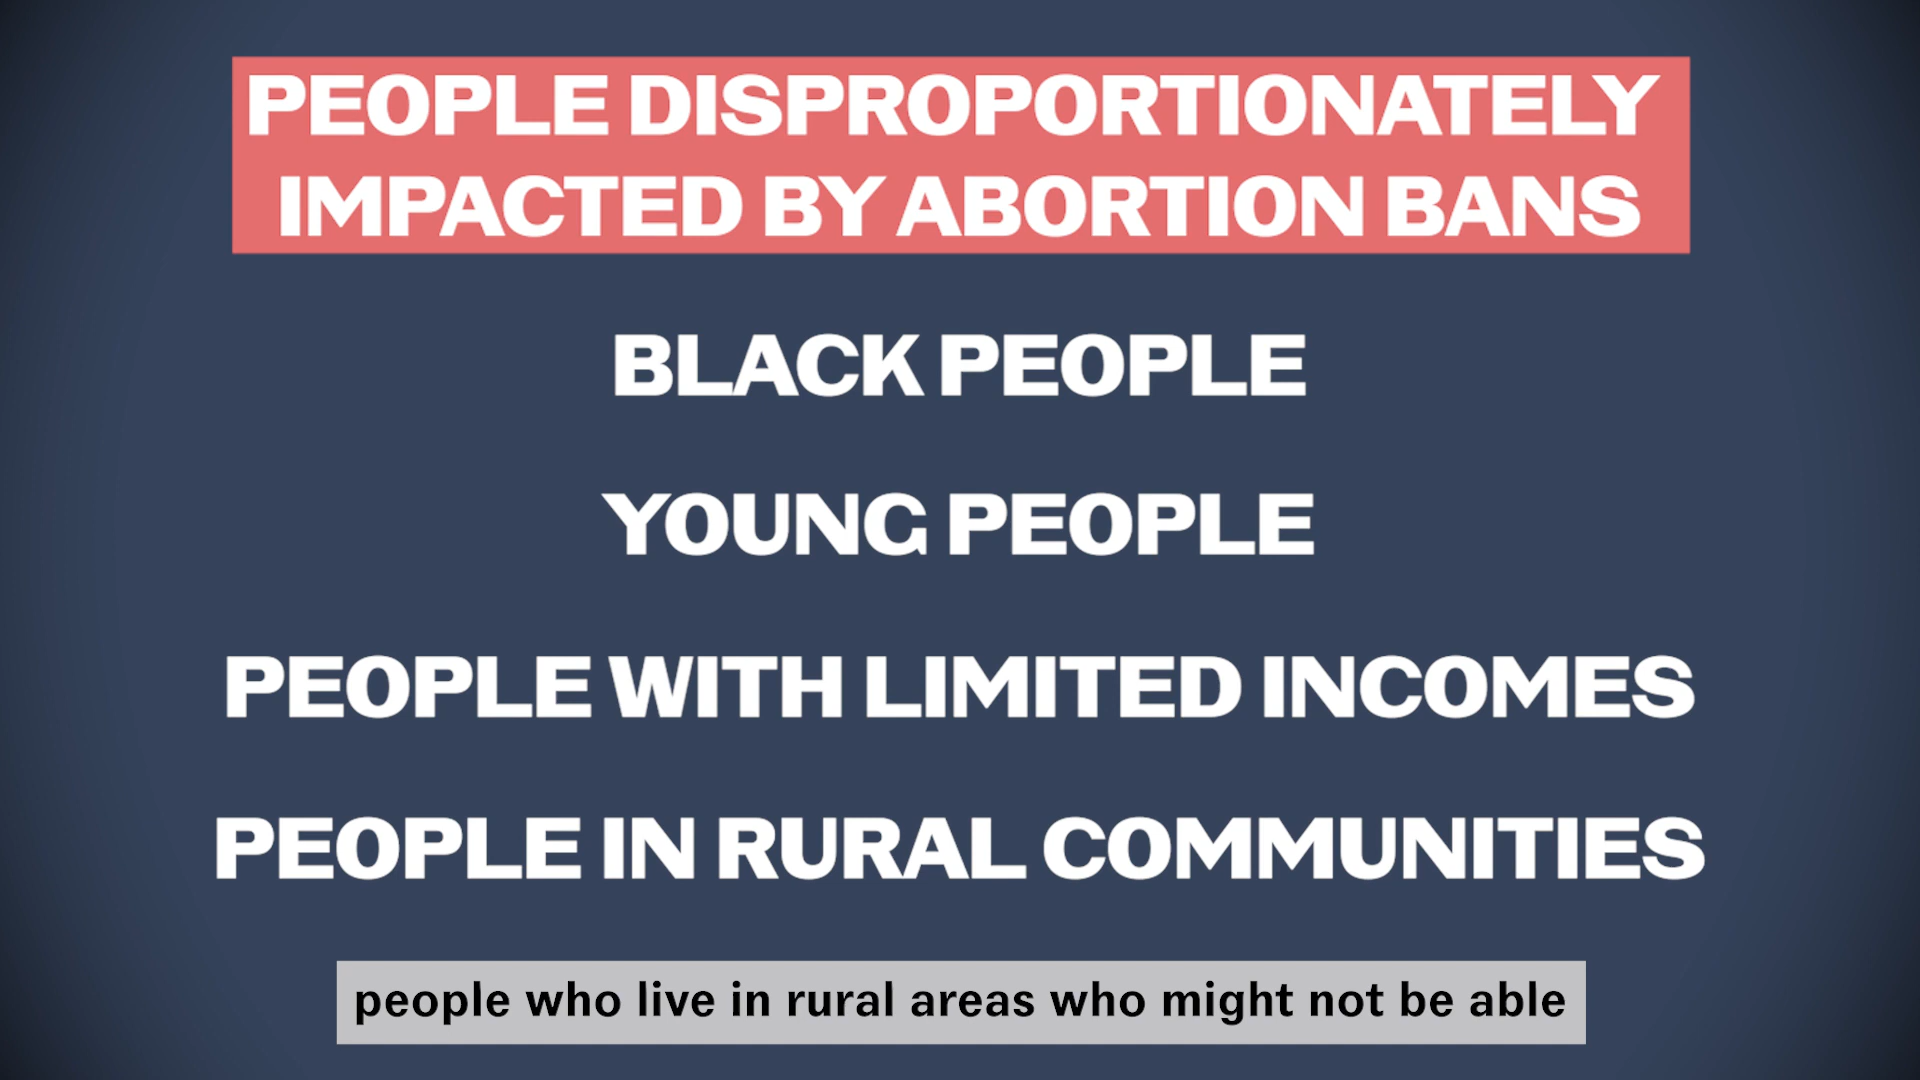 PEOPLE DISPROPORTIONATELY
IMPACTED BY ABORTION BANS
BLACK PEOPLE
YOUNG PEOPLE
PEOPLE WITH LIMITED INCOMES
PEOPLE IN RURAL COMMUNITIES
people who live in rural areas who might not be able